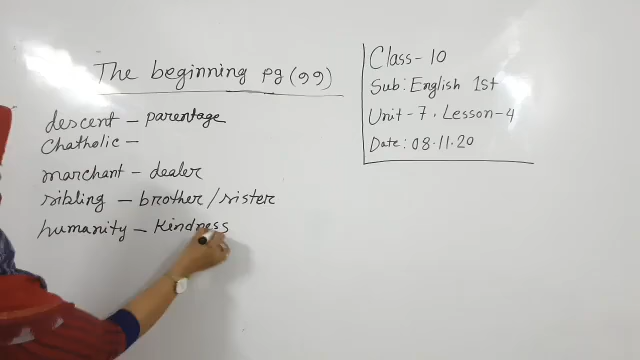 The beginning pg (99)
descent – parentage
Chatholic –
marchant – dealer
sibling – brother/sister
humanity – Kindness
Class - 10
Sub: English 1st
Unit - 7 . Lesson - 4
Date: 08.11.20